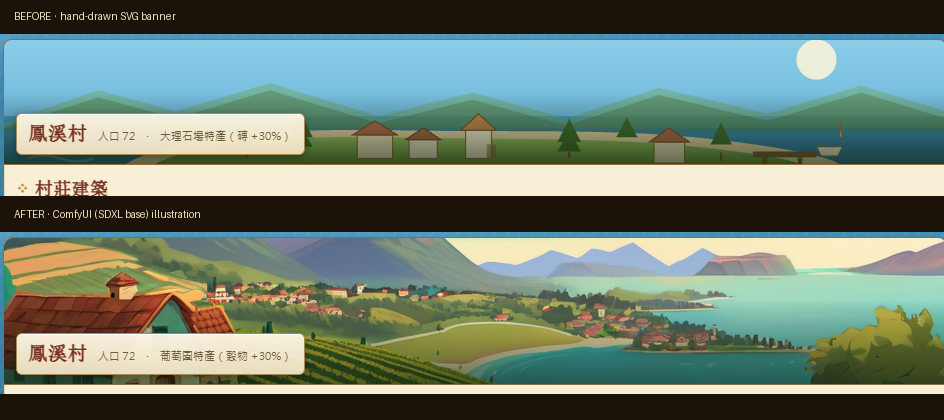 BEFORE · hand-drawn SVG banner
鳳溪村 人口 72 · 大理石場特產 ( 磚 +30% )
村莊建築
AFTER · ComfyUI (SDXL base) illustration
鳳溪村 人口 72 · 葡萄園特產 ( 穀物 +30% )